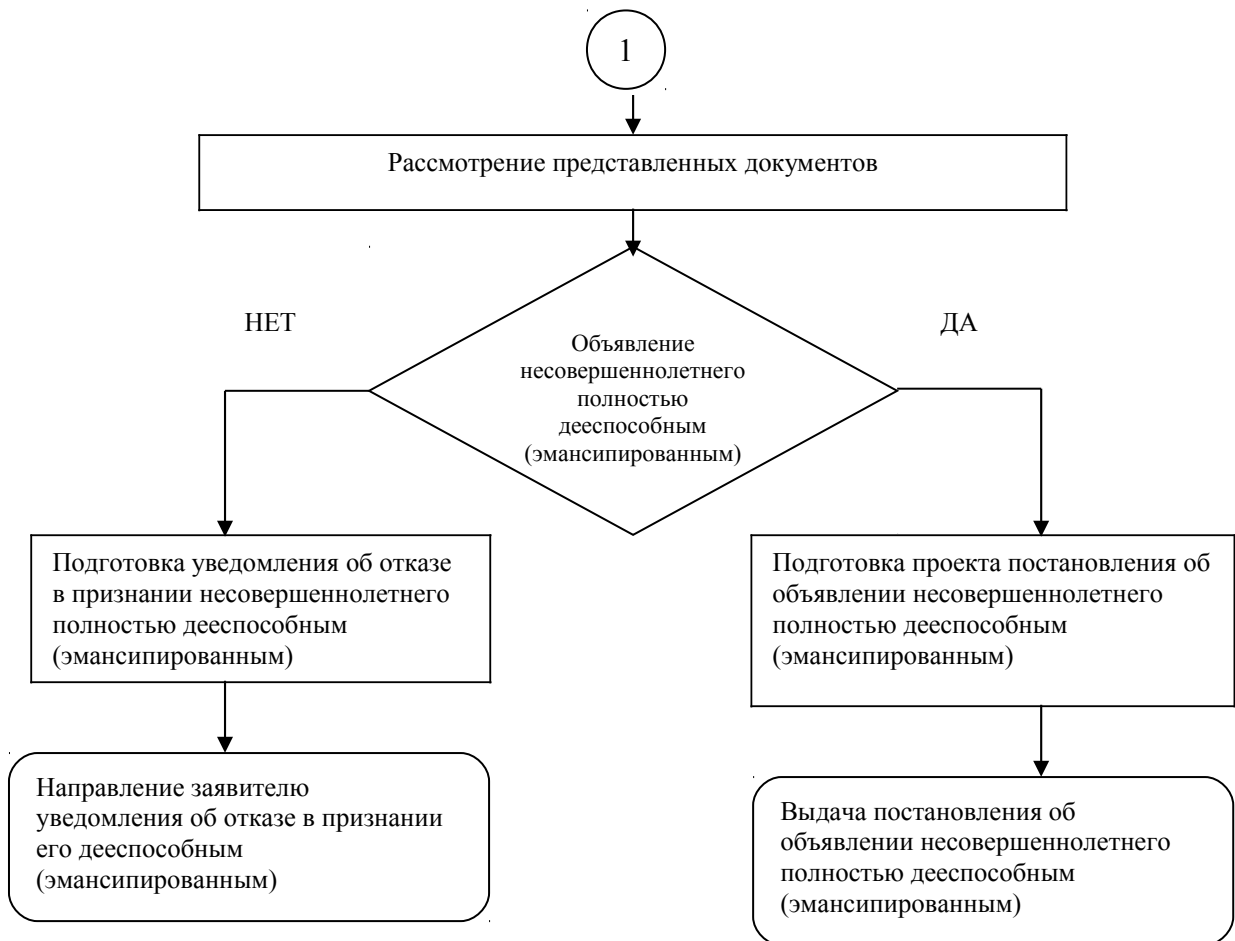 1
Рассмотрение представленных документов
НЕТ
ДА
Объявление
несовершеннолетнего
полностью
дееспособным
(эмансипированным)
Подготовка уведомления об отказе
в признании несовершеннолетнего
полностью дееспособным
(эмансипированным)
Подготовка проекта постановления об
объявлении несовершеннолетнего
полностью дееспособным
(эмансипированным)
Направление заявителю
уведомления об отказе в признании
его дееспособным
(эмансипированным)
Выдача постановления об
объявлении несовершеннолетнего
полностью дееспособным
(эмансипированным)